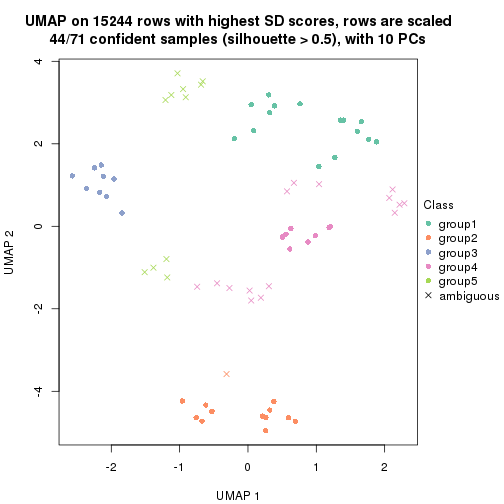 UMAP on 15244 rows with highest SD scores, rows are scaled
44/71 confident samples (silhouette > 0.5), with 10 PCs
4
2
0
-2
-4
UMAP 2
-2
-1
0
1
2
UMAP 1
Class
group1
group2
group3
group4
group5
ambiguous